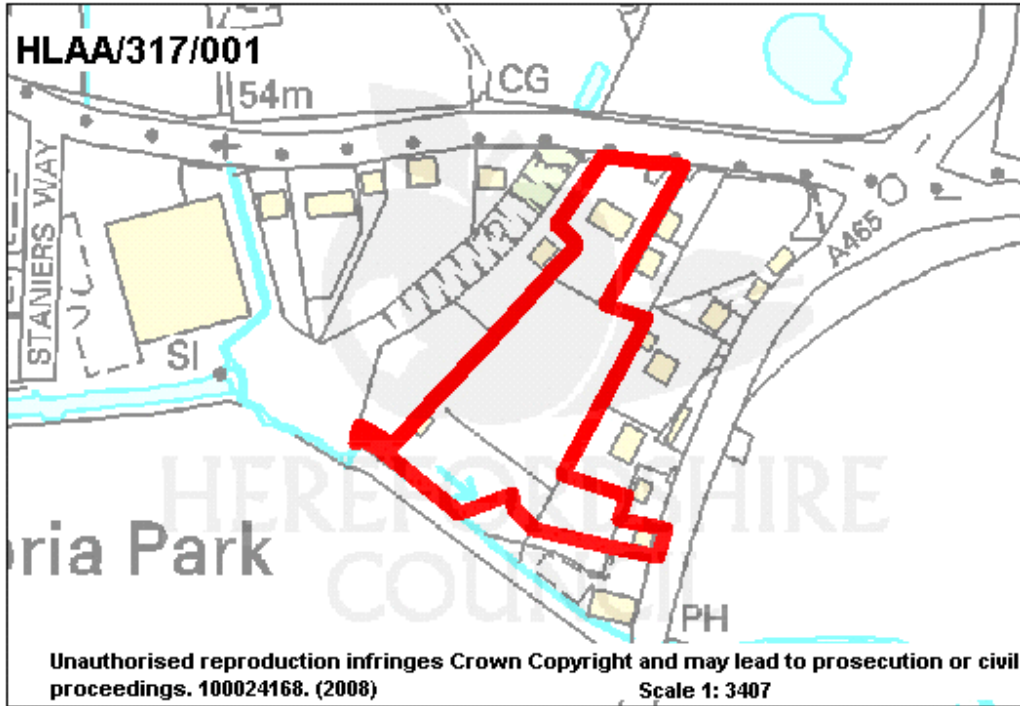 HLAA/317/001
54m
CG
STANIERS WAY
A465
SI
HEREFORDSHIRE
COUNCIL
oria Park
PH
Unauthorised reproduction infringes Crown Copyright and may lead to prosecution or civil
proceedings. 100024168. (2008)
Scale 1: 3407